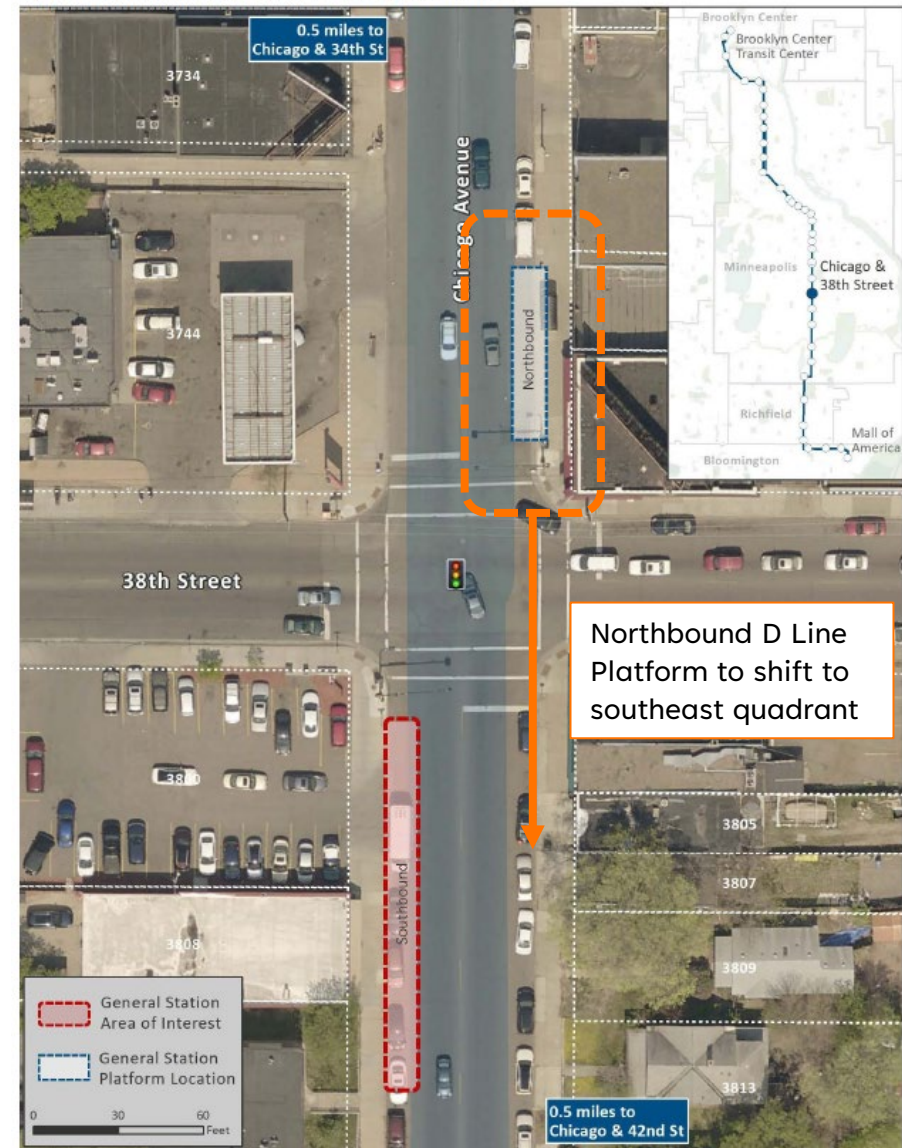 0.5 miles to
Chicago & 34th St
3734
Chicago Avenue
3744
Northbound
Brooklyn Center
Brooklyn Center
Transit Center
Minneapolis
Chicago &
38th Street
Richfield
Mall of
America
Bloomington
38th Street
Northbound D Line
Platform to shift to
southeast quadrant
3800
Southbound
3808
3805
3807
3809
3813
General Station
Area of Interest
General Station
Platform Location
0 30 60
Feet
0.5 miles to
Chicago & 42nd St